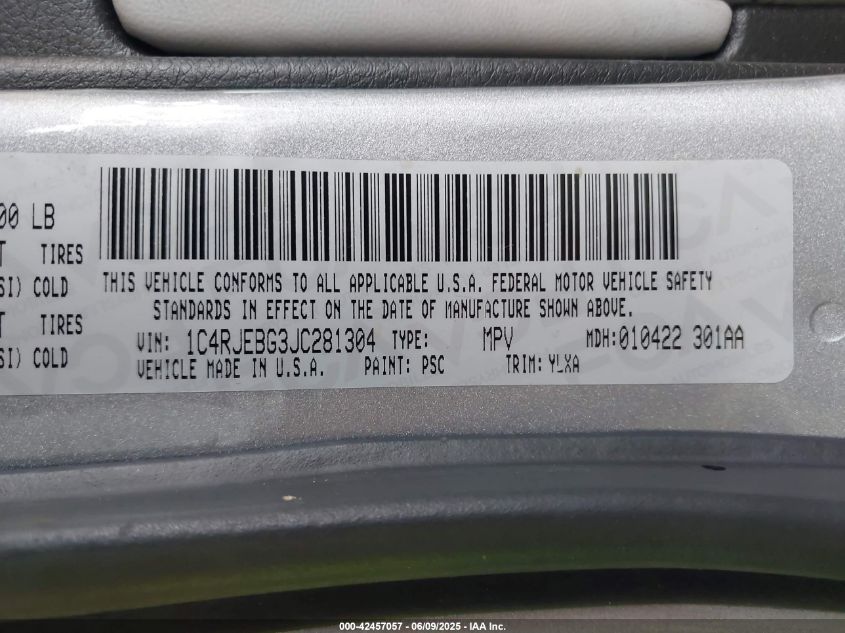 00 LB
T TIRES
SI) COLD
T TIRES
SI) COLD
THIS VEHICLE CONFORMS TO ALL APPLICABLE U.S.A. FEDERAL MOTOR VEHICLE SAFETY
STANDARDS IN EFFECT ON THE DATE OF MANUFACTURE SHOWN ABOVE.
VIN: 1C4RJEBG3JC281304 TYPE: MPV MDH: 010422 301AA
VEHICLE MADE IN U.S.A. PAINT: PSC TRIM: YLXA
000-42457057 - 06/09/2025 - IAA Inc.